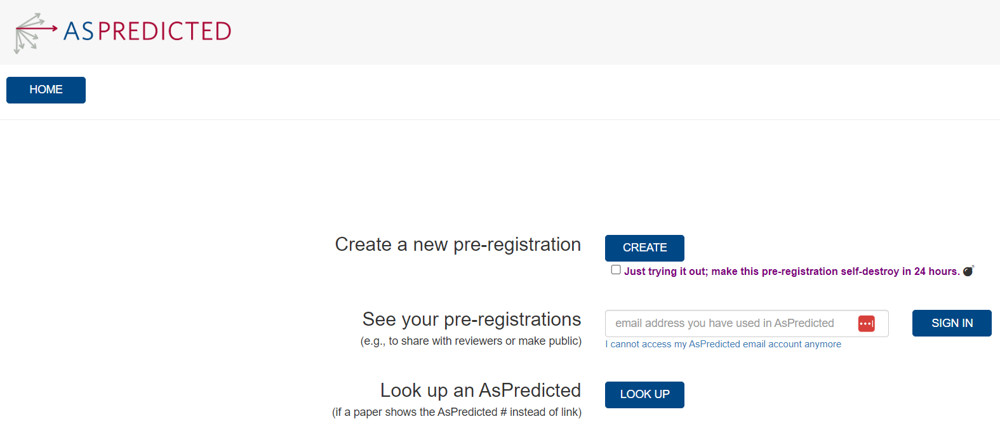 ASPREDICTED
HOME
Create a new pre-registration
CREATE
Just trying it out; make this pre-registration self-destroy in 24 hours. 💣
See your pre-registrations
(e.g., to share with reviewers or make public)
email address you have used in AsPredicted
SIGN IN
I cannot access my AsPredicted email account anymore
Look up an AsPredicted
(if a paper shows the AsPredicted # instead of link)
LOOK UP